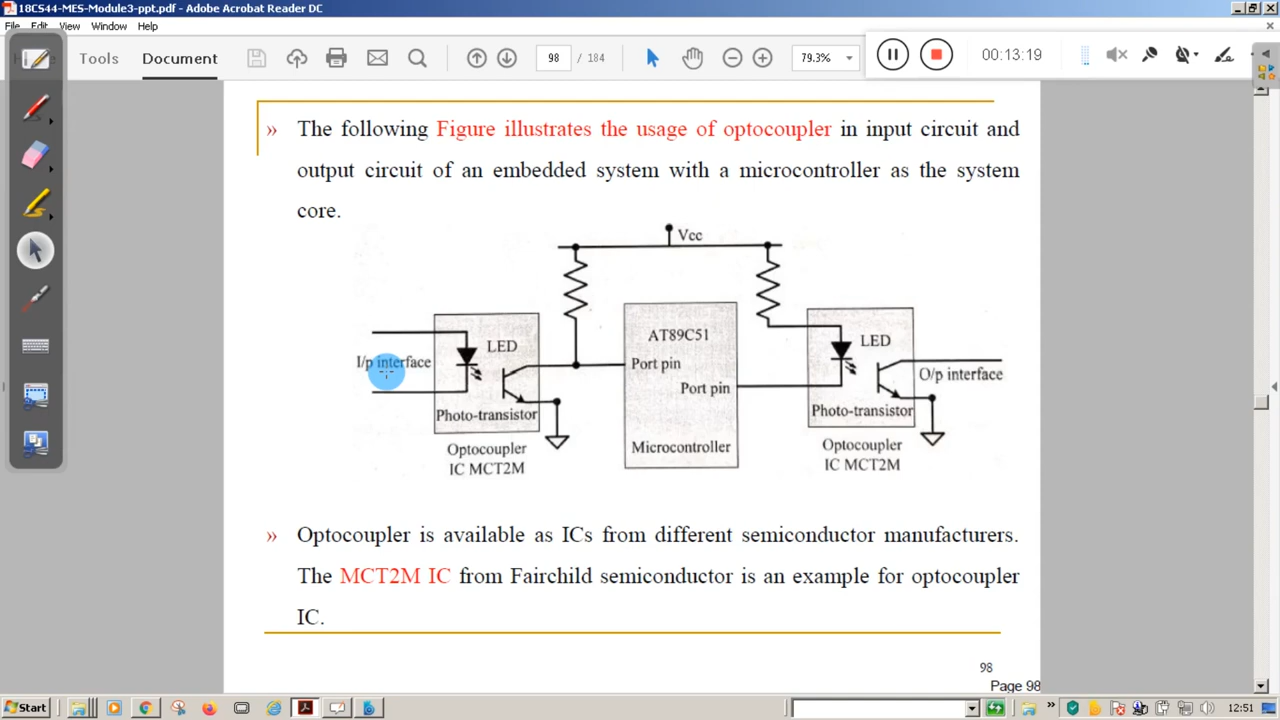 18CS44-MES-Module3-ppt.pdf - Adobe Acrobat Reader DC
File Edit View Window Help
Tools Document 98 / 184 79.3% 00:13:19
» The following Figure illustrates the usage of optocoupler in input circuit and
output circuit of an embedded system with a microcontroller as the system
core.
Vcc
AT89C51
LED
LED
I/p interface
Port pin
O/p interface
Port pin
Photo-transistor
Photo-transistor
Optocoupler
IC MCT2M
Microcontroller
Optocoupler
IC MCT2M
» Optocoupler is available as ICs from different semiconductor manufacturers.
The MCT2M IC from Fairchild semiconductor is an example for optocoupler
IC.
98
Page 98
Start
12:51